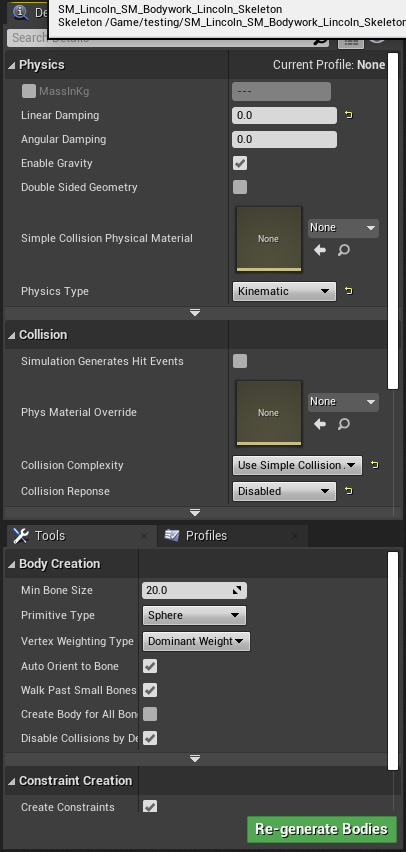 SM_Lincoln_SM_Bodywork_Lincoln_Skeleton
Skeleton /Game/testing/SM_Lincoln_SM_Bodywork_Lincoln_Skeleton
De
Search Details
Physics Current Profile: None
MassInKg ---
Linear Damping 0.0
Angular Damping 0.0
Enable Gravity
Double Sided Geometry
Simple Collision Physical Material None None
Physics Type Kinematic
Collision
Simulation Generates Hit Events
Phys Material Override None None
Collision Complexity Use Simple Collision .
Collision Reponse Disabled
Tools Profiles
Body Creation
Min Bone Size 20.0
Primitive Type Sphere
Vertex Weighting Type Dominant Weight
Auto Orient to Bone
Walk Past Small Bones
Create Body for All Bon
Disable Collisions by De
Constraint Creation
Create Constraints
Re-generate Bodies